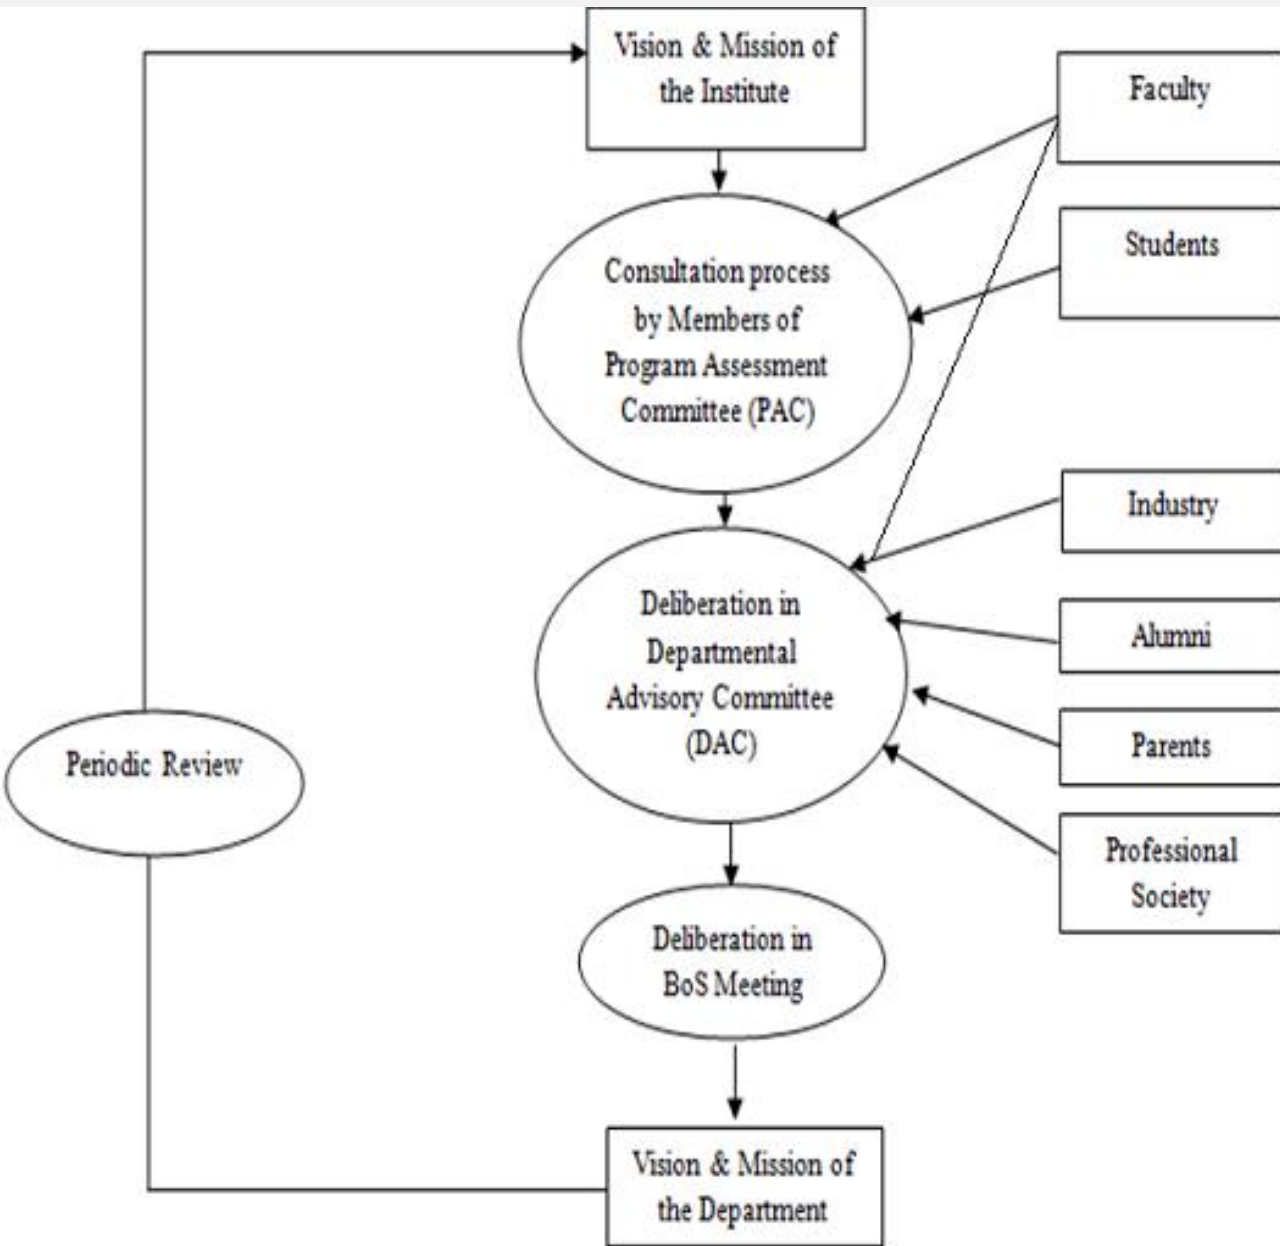 Vision & Mission of
the Institute
Faculty
Students
Consultation process
by Members of
Program Assessment
Committee (PAC)
Industry
Deliberation in
Departmental
Advisory Committee
(DAC)
Alumni
Parents
Professional
Society
Periodic Review
Deliberation in
BoS Meeting
Vision & Mission of
the Department